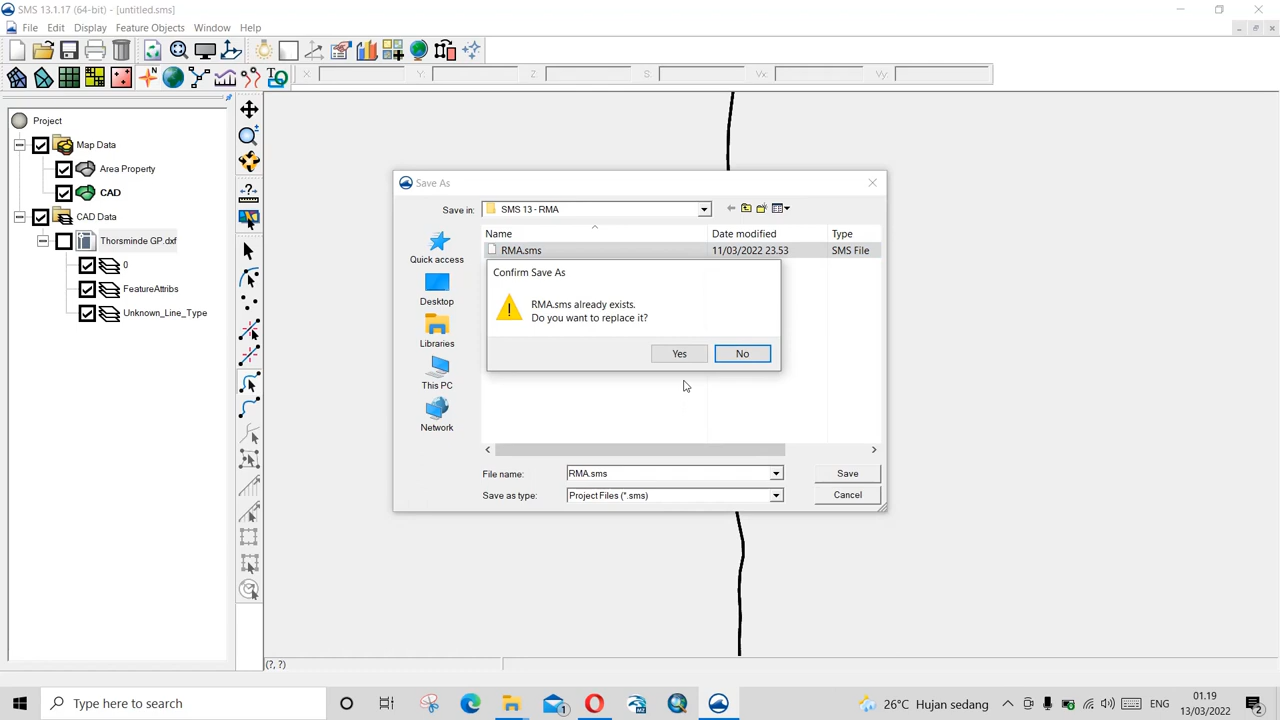 SMS 13.1.17 (64-bit) - [untitled.sms]
File Edit Display Feature Objects Window Help
X Y Z S Vx Vy
Project
Map Data
Area Property
CAD
CAD Data
Thorsminde GP.dxf
0
FeatureAttribs
Unknown_Line_Type
Save As
Save in: SMS 13 - RMA
Name Date modified Type
RMA.sms 11/03/2022 23.53 SMS File
Quick access
Desktop
Libraries
This PC
Network
Confirm Save As
RMA.sms already exists.
Do you want to replace it?
Yes No
File name: RMA.sms Save
Save as type: Project Files (*.sms) Cancel
(?, ?)
Type here to search
26°C Hujan sedang
ENG
01.19
13/03/2022
2